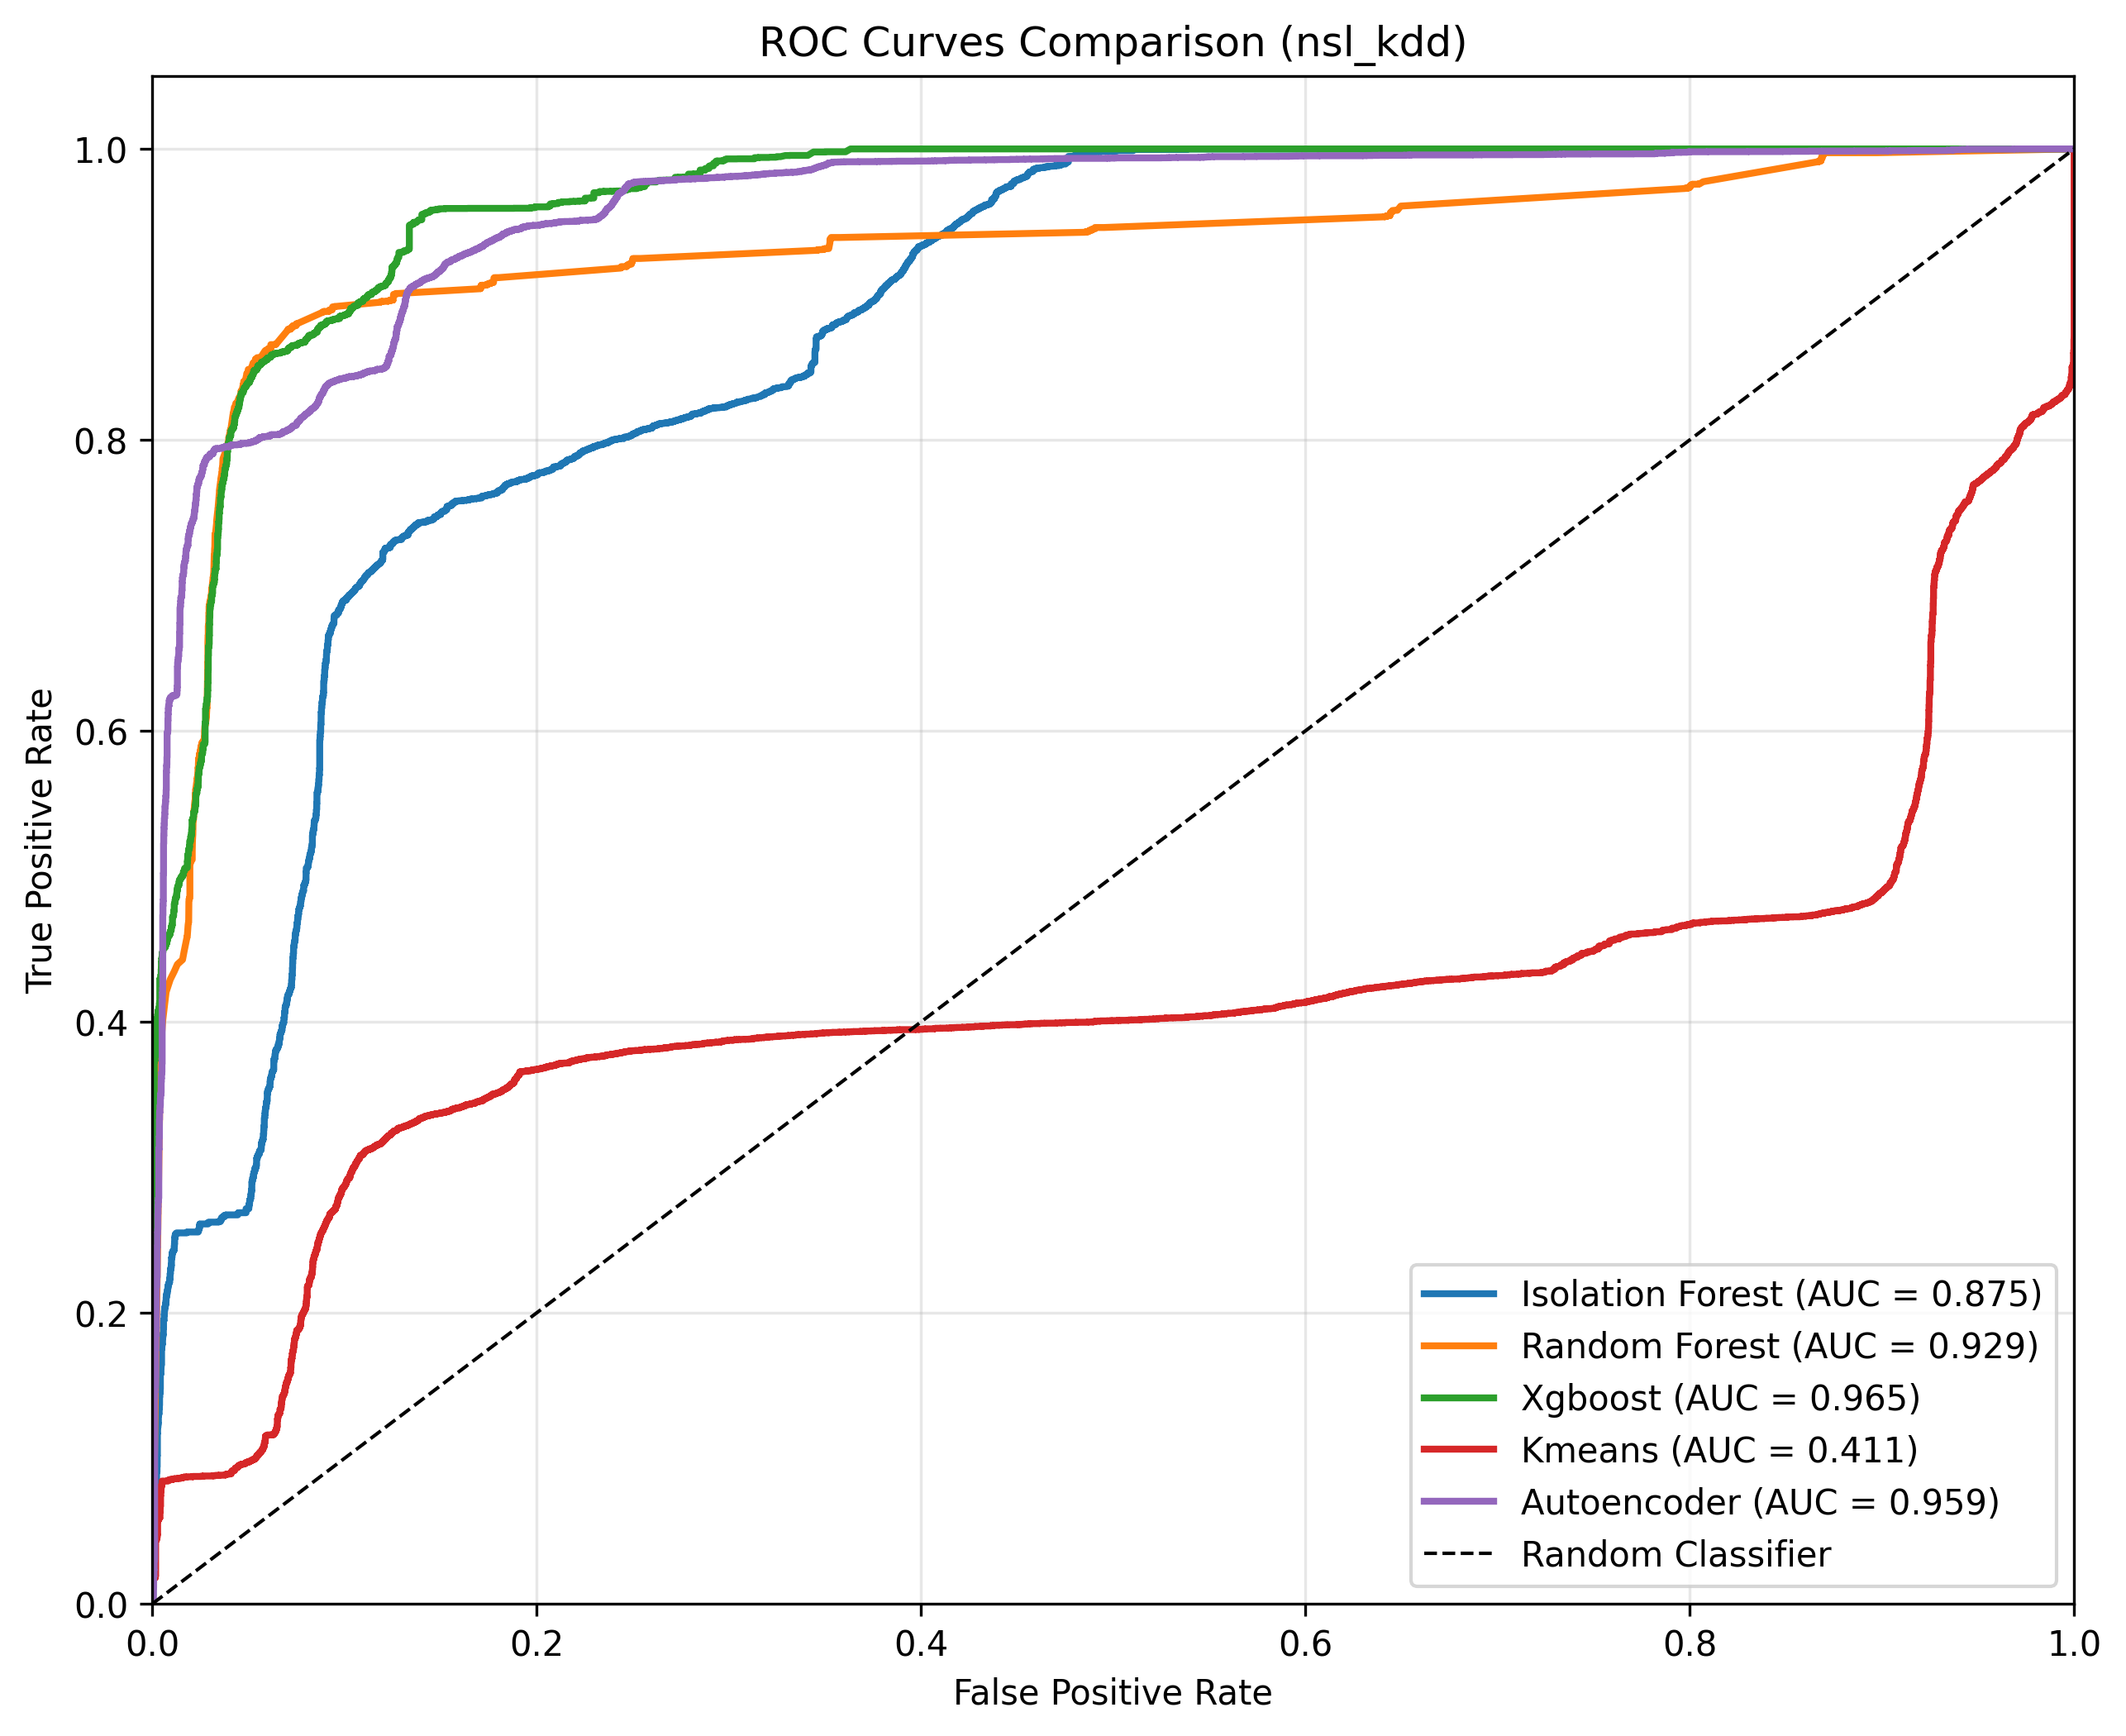 ROC Curves Comparison (nsl_kdd)
True Positive Rate
1.0
0.8
0.6
0.4
0.2
0.0
0.0 0.2 0.4 0.6 0.8 1.0
False Positive Rate
Isolation Forest (AUC = 0.875)
Random Forest (AUC = 0.929)
Xgboost (AUC = 0.965)
Kmeans (AUC = 0.411)
Autoencoder (AUC = 0.959)
Random Classifier